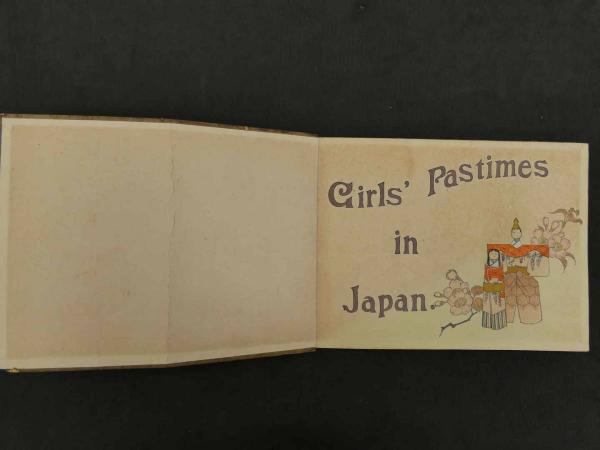 Girls' Pastimes
in
Japan.